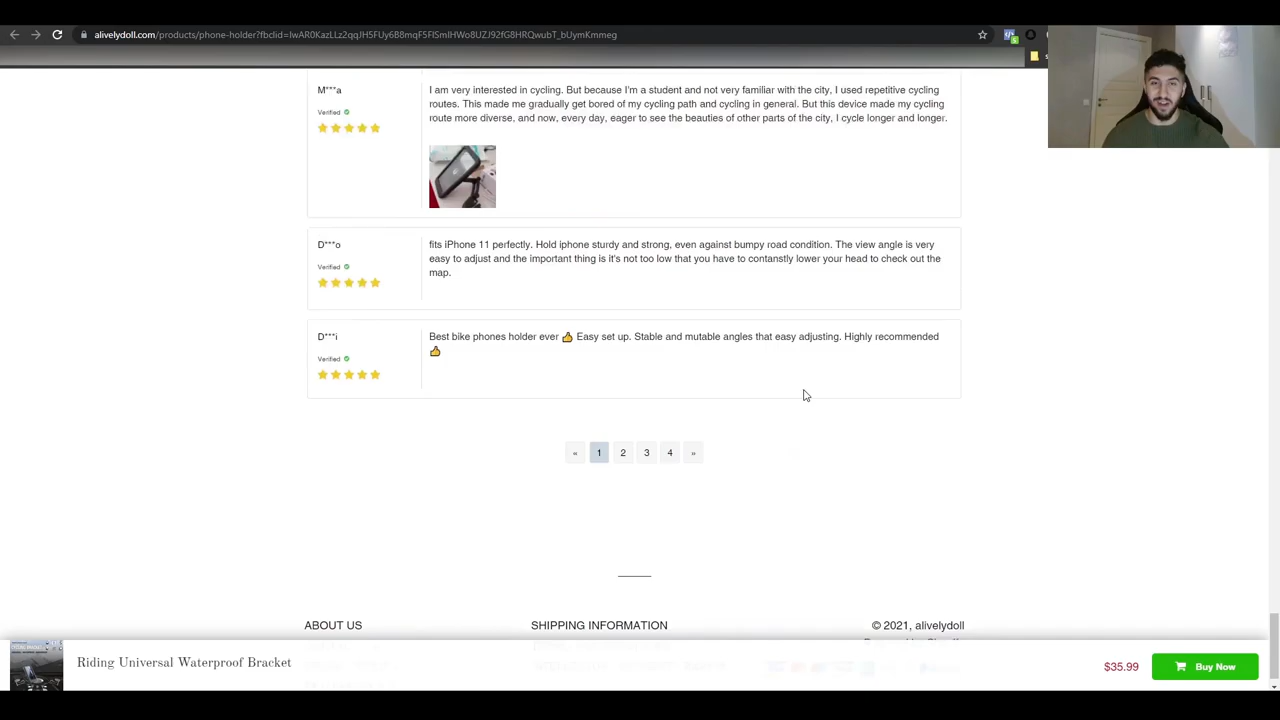 alivelydoll.com/products/phone-holder?fbclid=IwAR0KazLLz2qqJH5FUy6B8mqF5FlSmIHWo8UZJ92fG8HRQwubT_bUymKmmeg
M***a
Verified
I am very interested in cycling. But because I'm a student and not very familiar with the city, I used repetitive cycling
routes. This made me gradually get bored of my cycling path and cycling in general. But this device made my cycling
route more diverse, and now, every day, eager to see the beauties of other parts of the city, I cycle longer and longer.
D***o
Verified
fits iPhone 11 perfectly. Hold iphone sturdy and strong, even against bumpy road condition. The view angle is very
easy to adjust and the important thing is it's not too low that you have to contanstly lower your head to check out the
map.
D***i
Verified
Best bike phones holder ever 👍 Easy set up. Stable and mutable angles that easy adjusting. Highly recommended
👍
« 1 2 3 4 »
ABOUT US
SHIPPING INFORMATION
© 2021, alivelydoll
Riding Universal Waterproof Bracket
$35.99
Buy Now